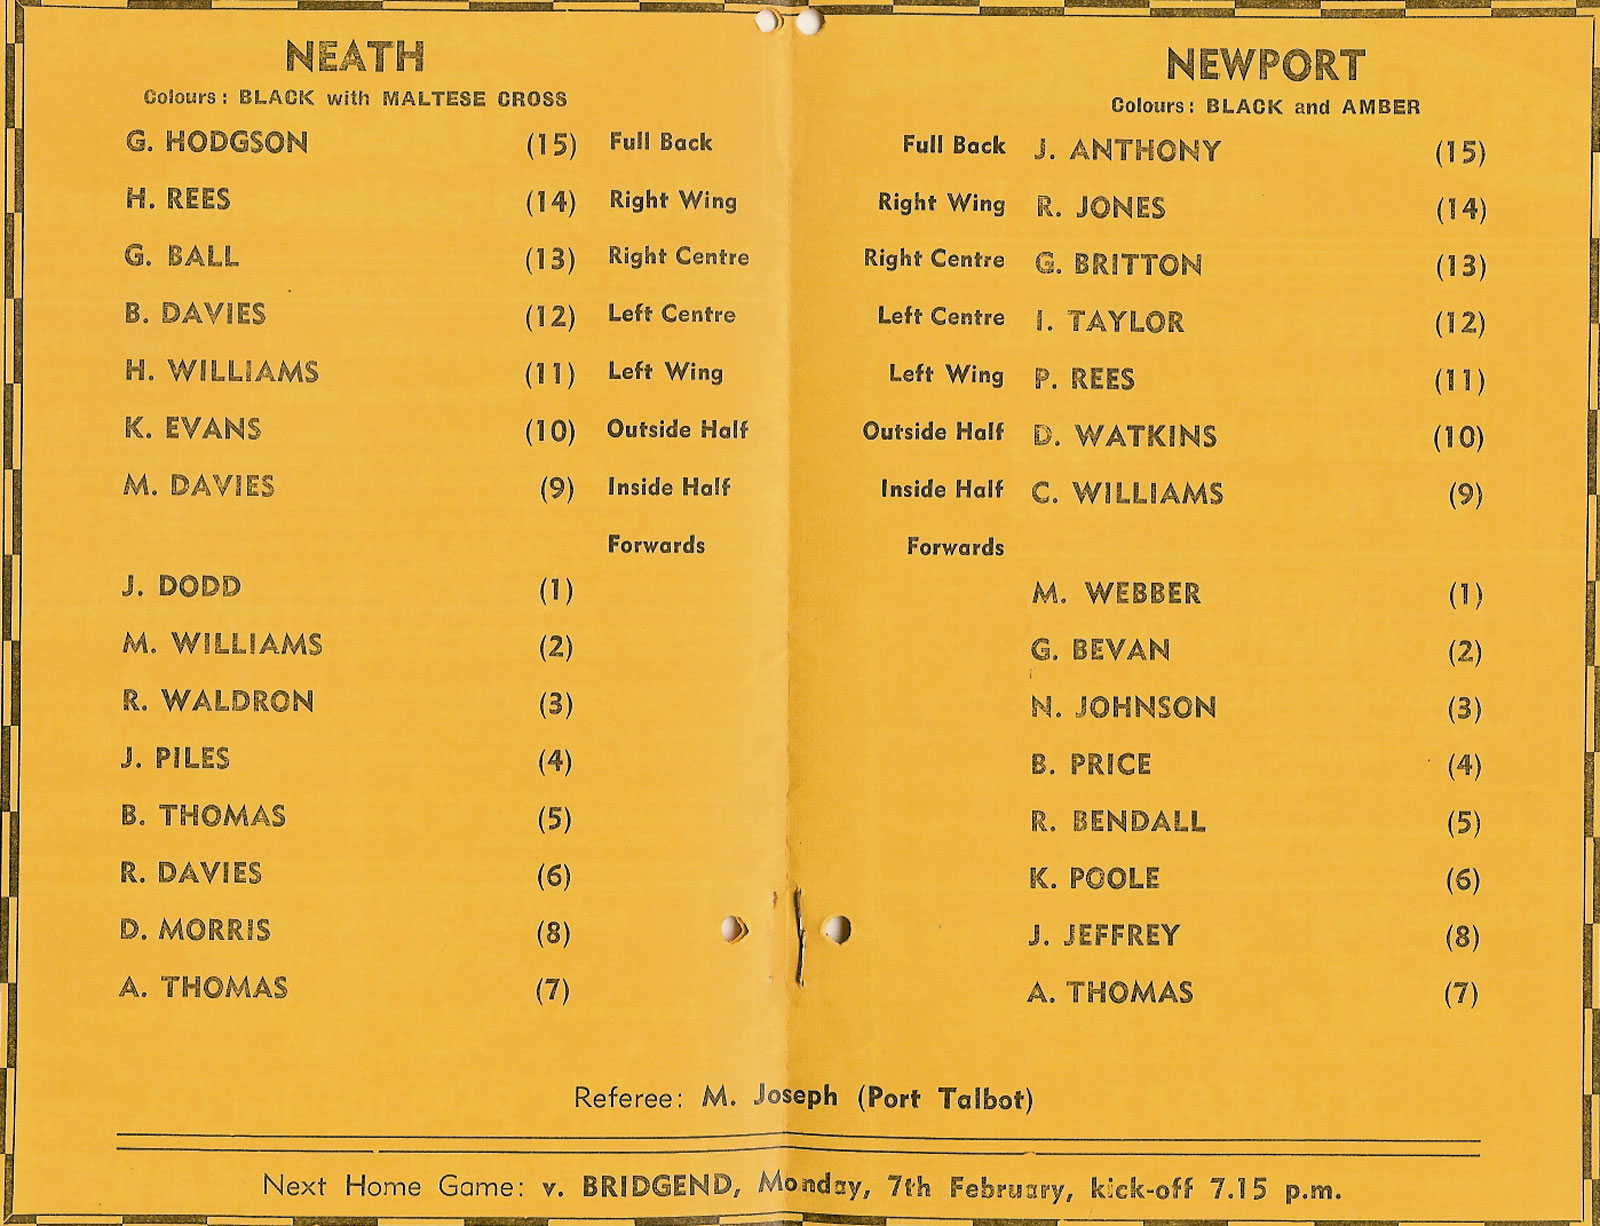 NEATH
Colours: BLACK with MALTESE CROSS
G. HODGSON (15) Full Back
H. REES (14) Right Wing
G. BALL (13) Right Centre
B. DAVIES (12) Left Centre
H. WILLIAMS (11) Left Wing
K. EVANS (10) Outside Half
M. DAVIES (9) Inside Half
Forwards
J. DODD (1)
M. WILLIAMS (2)
R. WALDRON (3)
J. PILES (4)
B. THOMAS (5)
R. DAVIES (6)
D. MORRIS (8)
A. THOMAS (7)
NEWPORT
Colours: BLACK and AMBER
Full Back J. ANTHONY (15)
Right Wing R. JONES (14)
Right Centre G. BRITTON (13)
Left Centre I. TAYLOR (12)
Left Wing P. REES (11)
Outside Half D. WATKINS (10)
Inside Half C. WILLIAMS (9)
Forwards
M. WEBBER (1)
G. BEVAN (2)
N. JOHNSON (3)
B. PRICE (4)
R. BENDALL (5)
K. POOLE (6)
J. JEFFREY (8)
A. THOMAS (7)
Referee: M. Joseph (Port Talbot)
Next Home Game: v. BRIDGEND, Monday, 7th February, kick-off 7.15 p.m.